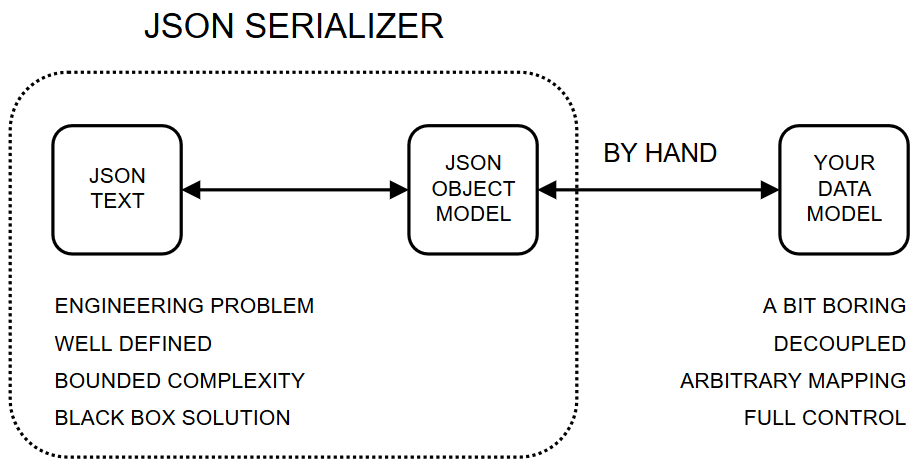 JSON SERIALIZER
JSON
TEXT
JSON
OBJECT
MODEL
BY HAND
YOUR
DATA
MODEL
ENGINEERING PROBLEM
WELL DEFINED
BOUNDED COMPLEXITY
BLACK BOX SOLUTION
A BIT BORING
DECOUPLED
ARBITRARY MAPPING
FULL CONTROL